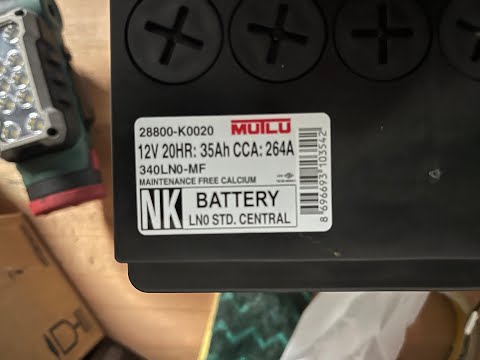 28800-K0020 MUTLU
12V 20HR: 35Ah CCA: 264A
340LN0-MF
MAINTENANCE FREE CALCIUM
NK BATTERY
LN0 STD. CENTRAL
8 696693 103542